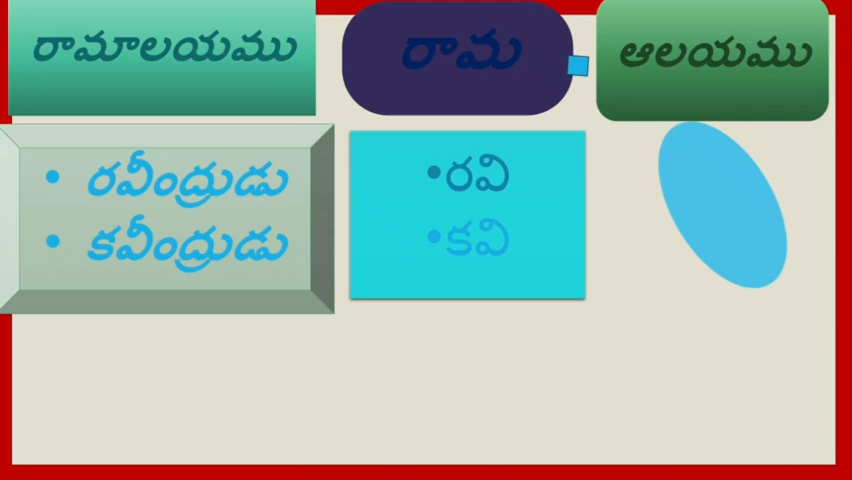 రామాలయము
రామ
ఆలయము
• రవీంద్రుడు
• కవీంద్రుడు
•రవి
•కవి